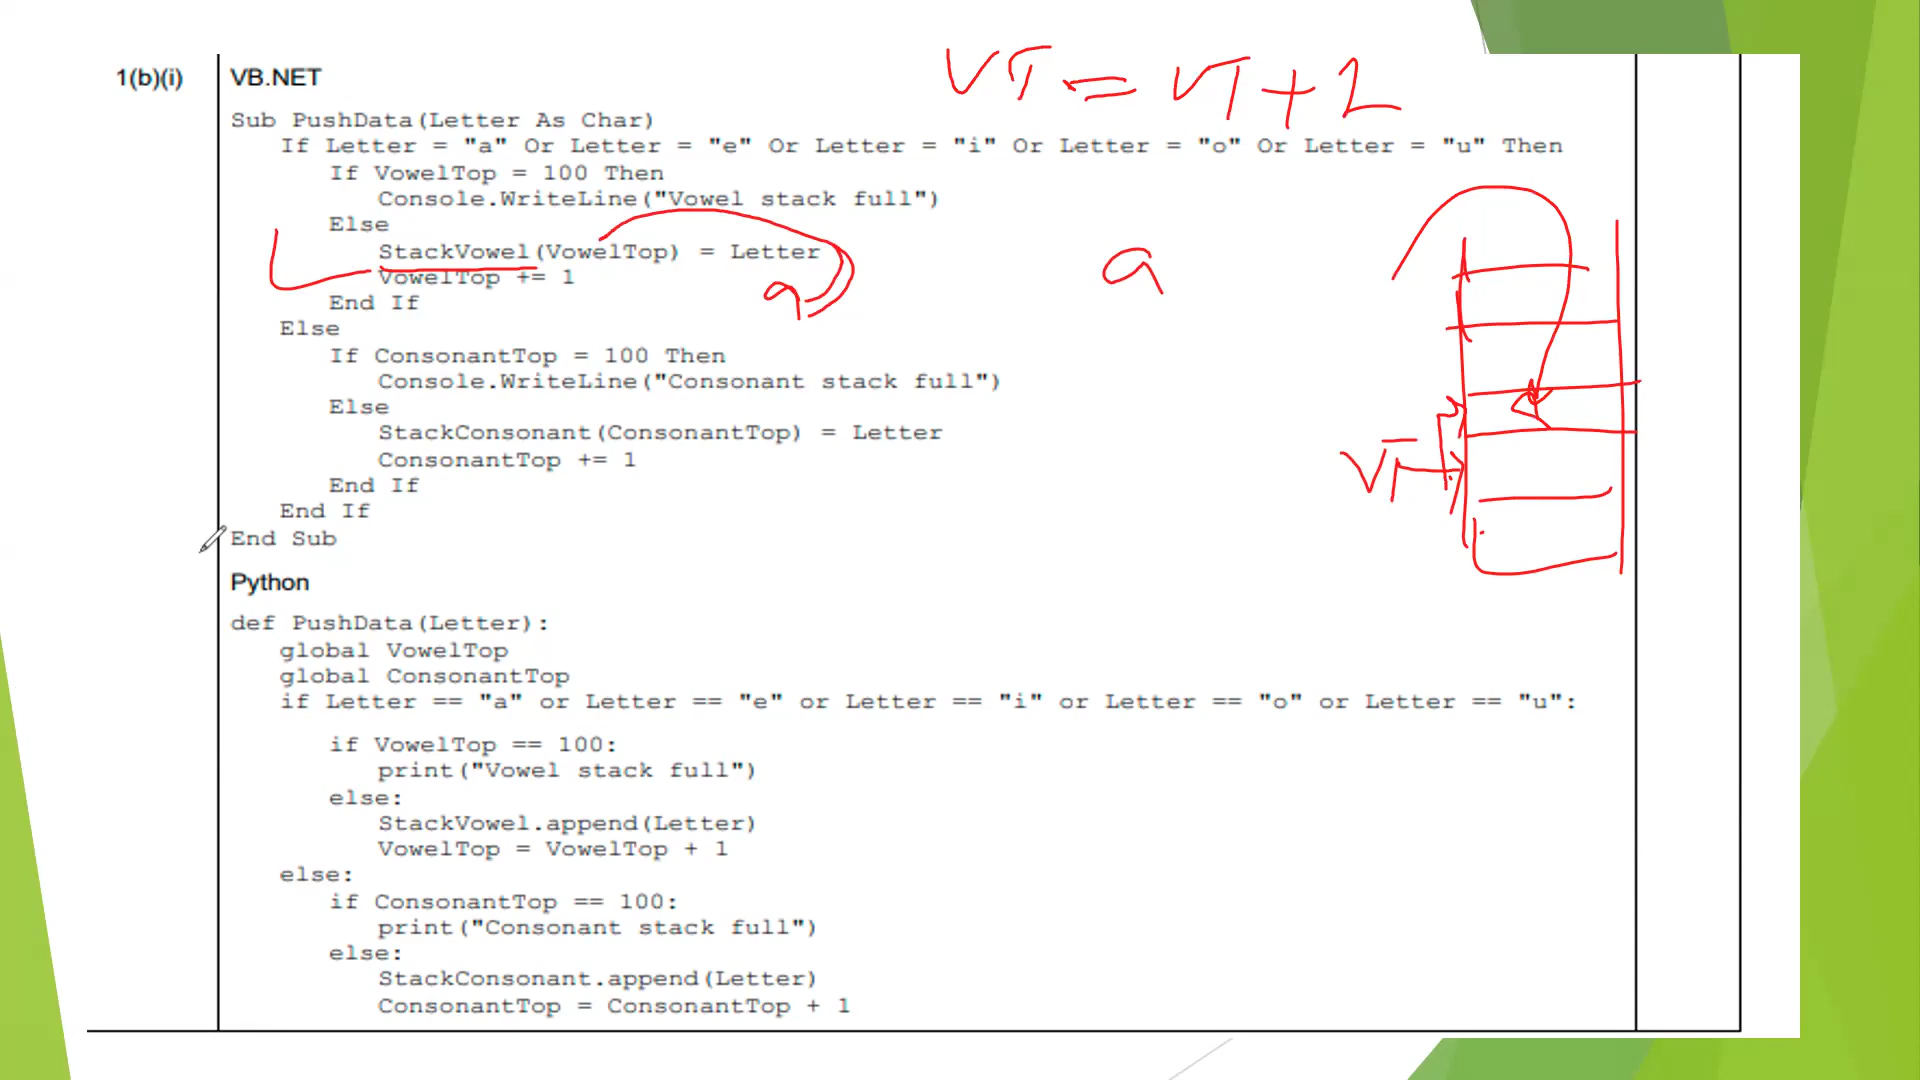 VT = VT + 1
1(b)(i) VB.NET
Sub PushData(Letter As Char)
If Letter = "a" Or Letter = "e" Or Letter = "i" Or Letter = "o" Or Letter = "u" Then
If VowelTop = 100 Then
Console.WriteLine("Vowel stack full")
Else
StackVowel(VowelTop) = Letter
a
VowelTop += 1
a
End If
Else
If ConsonantTop = 100 Then
Console.WriteLine("Consonant stack full")
Else
StackConsonant(ConsonantTop) = Letter
ConsonantTop += 1
VT
End If
End If
End Sub
Python
def PushData(Letter):
global VowelTop
global ConsonantTop
if Letter == "a" or Letter == "e" or Letter == "i" or Letter == "o" or Letter == "u":
if VowelTop == 100:
print("Vowel stack full")
else:
StackVowel.append(Letter)
VowelTop = VowelTop + 1
else:
if ConsonantTop == 100:
print("Consonant stack full")
else:
StackConsonant.append(Letter)
ConsonantTop = ConsonantTop + 1